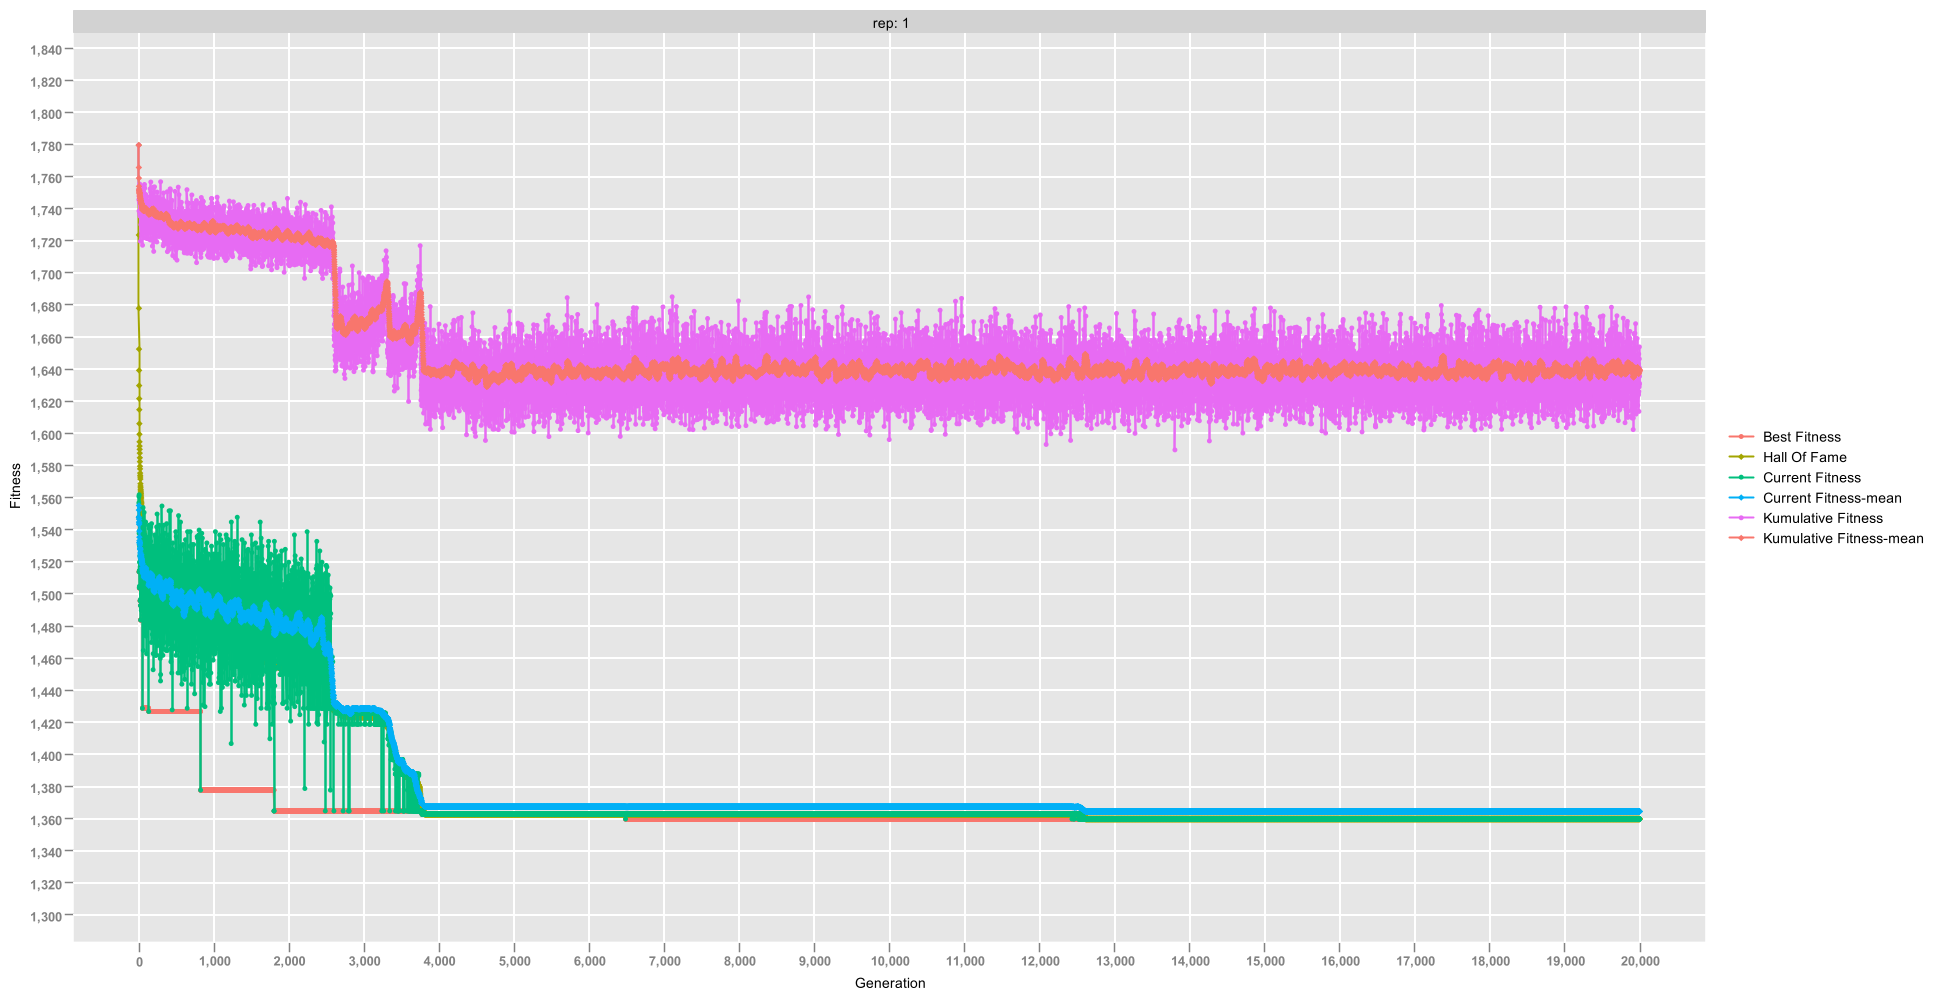 rep: 1
1,840
1,820
1,800
1,780
1,760
1,740
1,720
1,700
1,680
1,660
1,640
1,620
1,600
1,580
1,560
1,540
1,520
1,500
1,480
1,460
1,440
1,420
1,400
1,380
1,360
1,340
1,320
1,300
Fitness
0 1,000 2,000 3,000 4,000 5,000 6,000 7,000 8,000 9,000 10,000 11,000 12,000 13,000 14,000 15,000 16,000 17,000 18,000 19,000 20,000
Generation
Best Fitness
Hall Of Fame
Current Fitness
Current Fitness-mean
Kumulative Fitness
Kumulative Fitness-mean